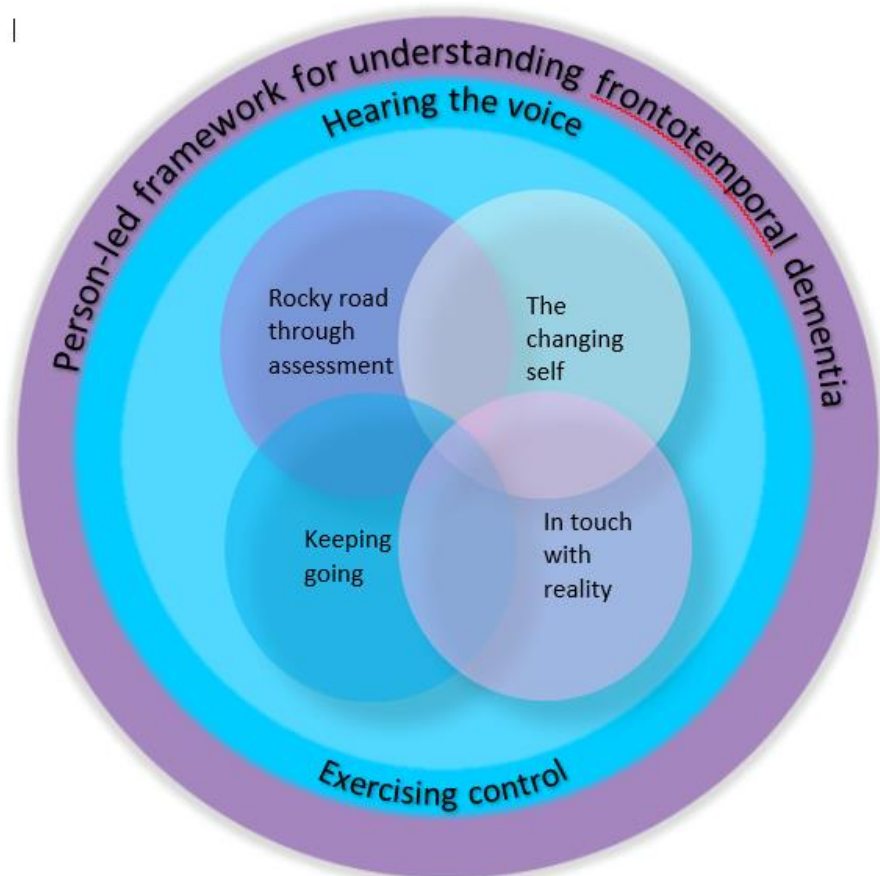 Person-led framework for understanding frontotemporal dementia
Hearing the voice
Rocky road
through
assessment
The
changing
self
Keeping
going
In touch
with
reality
Exercising control